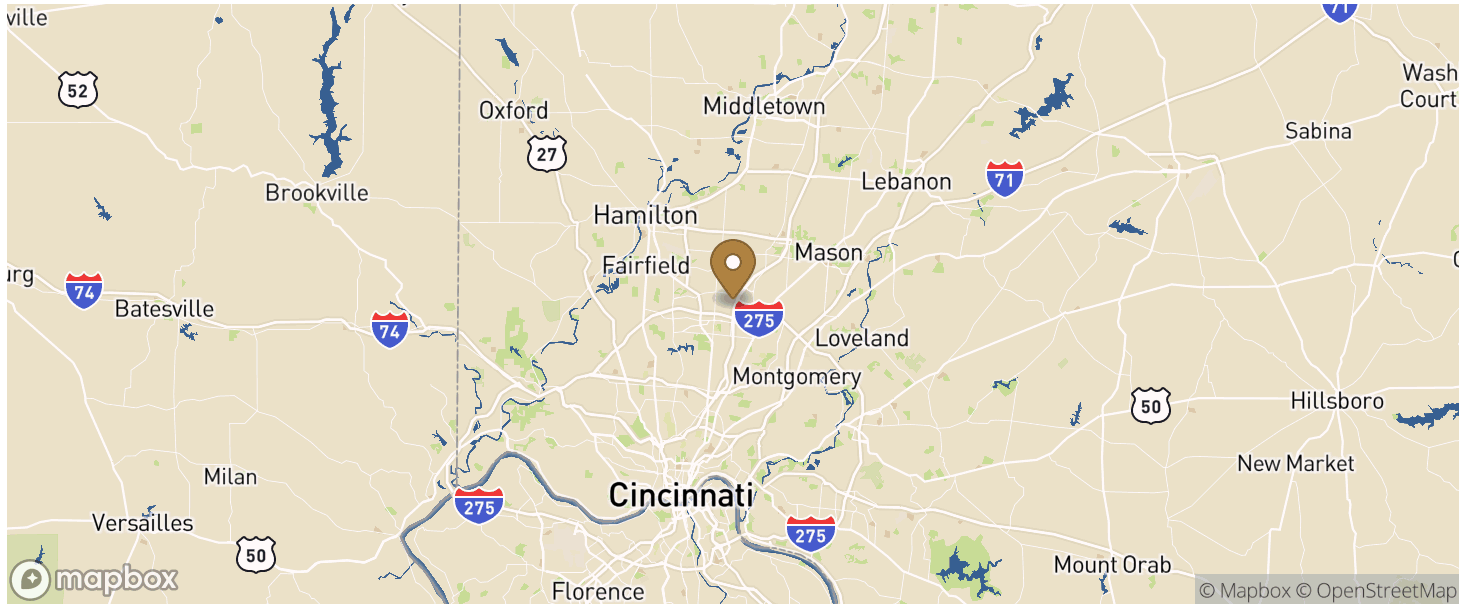 ville
71
52
Oxford
Middletown
Wash
Court
27
Sabina
Brookville
Lebanon
71
Hamilton
Mason
Fairfield
urg
74
Batesville
74
275
Loveland
Montgomery
50
Hillsboro
Milan
New Market
Cincinnati
275
Versailles
50
275
Mount Orab
Florence
mapbox
© Mapbox © OpenStreetMap